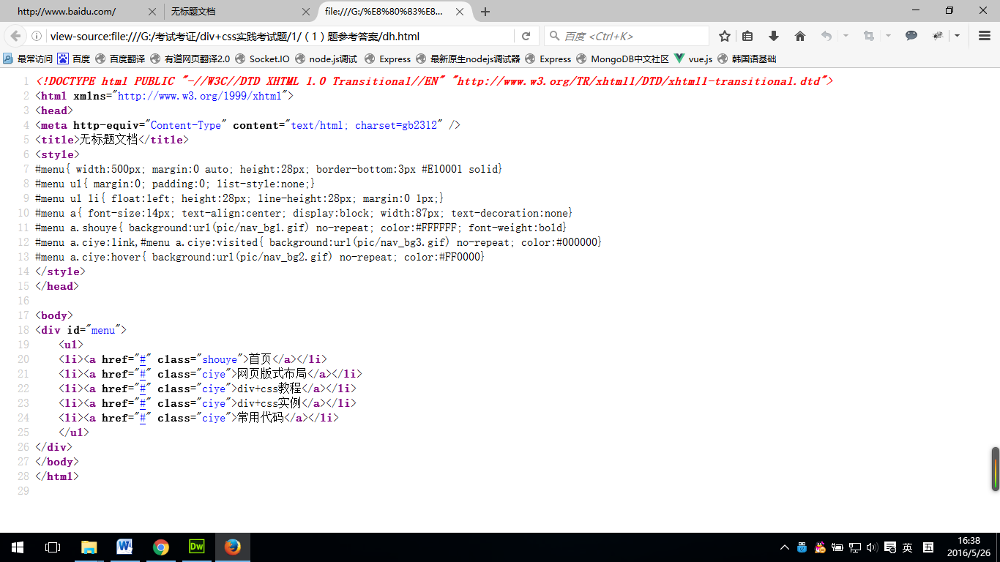 http://www.baidu.com/
无标题文档
file:///G:/%E8%80%83%E8...
view-source:file:///G:/考试考证/div+css实践考试题/1/（1）题参考答案/dh.html
百度 <Ctrl+K>
最常访问 百度 百度翻译 有道网页翻译2.0 Socket.IO node.js调试 Express 最新原生nodejs调试器 Express MongoDB中文社区 vue.js 韩国语基础
1 <!DOCTYPE html PUBLIC "-//W3C//DTD XHTML 1.0 Transitional//EN" "http://www.w3.org/TR/xhtml1/DTD/xhtml1-transitional.dtd">
2 <html xmlns="http://www.w3.org/1999/xhtml">
3 <head>
4 <meta http-equiv="Content-Type" content="text/html; charset=gb2312" />
5 <title>无标题文档</title>
6 <style>
7 #menu{ width:500px; margin:0 auto; height:28px; border-bottom:3px #E10001 solid}
8 #menu ul{ margin:0; padding:0; list-style:none;}
9 #menu ul li{ float:left; height:28px; line-height:28px; margin:0 1px;}
10 #menu a{ font-size:14px; text-align:center; display:block; width:87px; text-decoration:none}
11 #menu a.shouye{ background:url(pic/nav_bg1.gif) no-repeat; color:#FFFFFF; font-weight:bold}
12 #menu a.ciye:link,#menu a.ciye:visited{ background:url(pic/nav_bg3.gif) no-repeat; color:#000000}
13 #menu a.ciye:hover{ background:url(pic/nav_bg2.gif) no-repeat; color:#FF0000}
14 </style>
15 </head>
16
17 <body>
18 <div id="menu">
19 <ul>
20 <li><a href="#" class="shouye">首页</a></li>
21 <li><a href="#" class="ciye">网页版式布局</a></li>
22 <li><a href="#" class="ciye">div+css教程</a></li>
23 <li><a href="#" class="ciye">div+css实例</a></li>
24 <li><a href="#" class="ciye">常用代码</a></li>
25 </ul>
26 </div>
27 </body>
28 </html>
29
W Dw 英 五 16:38
2016/5/26